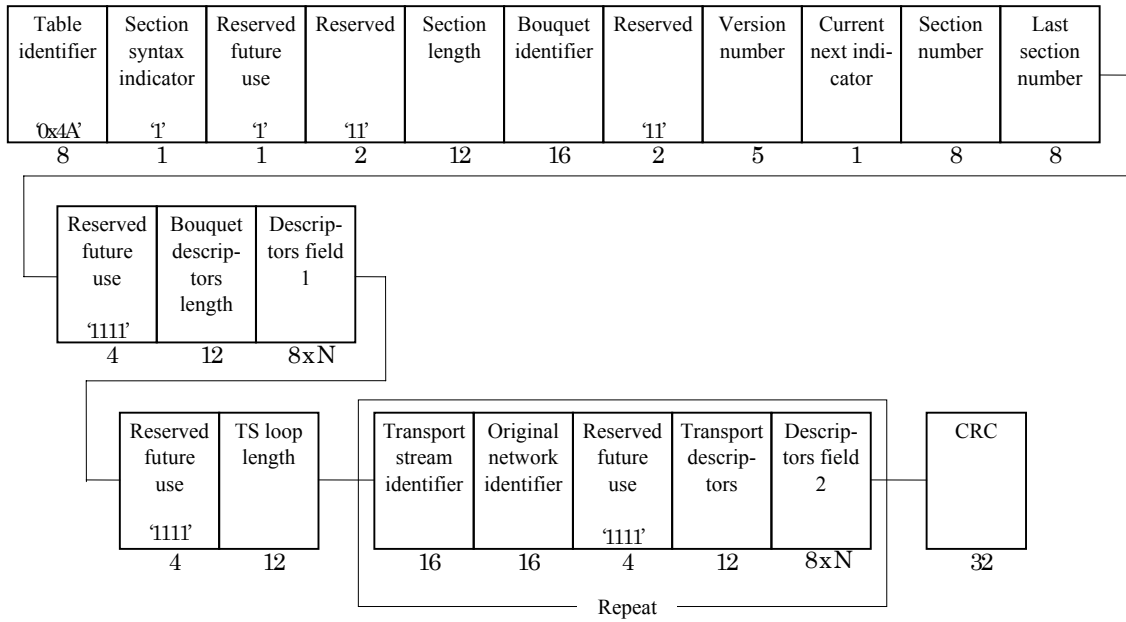 Table identifier ‘0x4A’ 8
Section syntax indicator ‘1’ 1
Reserved future use ‘1’ 1
Reserved ‘11’ 2
Section length 12
Bouquet identifier 16
Reserved ‘11’ 2
Version number 5
Current next indi-cator 1
Section number 8
Last section number 8
Reserved future use ‘1111’ 4
Bouquet descrip-tors length 12
Descrip-tors field 1 8xN
Reserved future use ‘1111’ 4
TS loop length 12
Transport stream identifier 16
Original network identifier 16
Reserved future use ‘1111’ 4
Transport descrip-tors 12
Descrip-tors field 2 8xN
CRC 32
Repeat